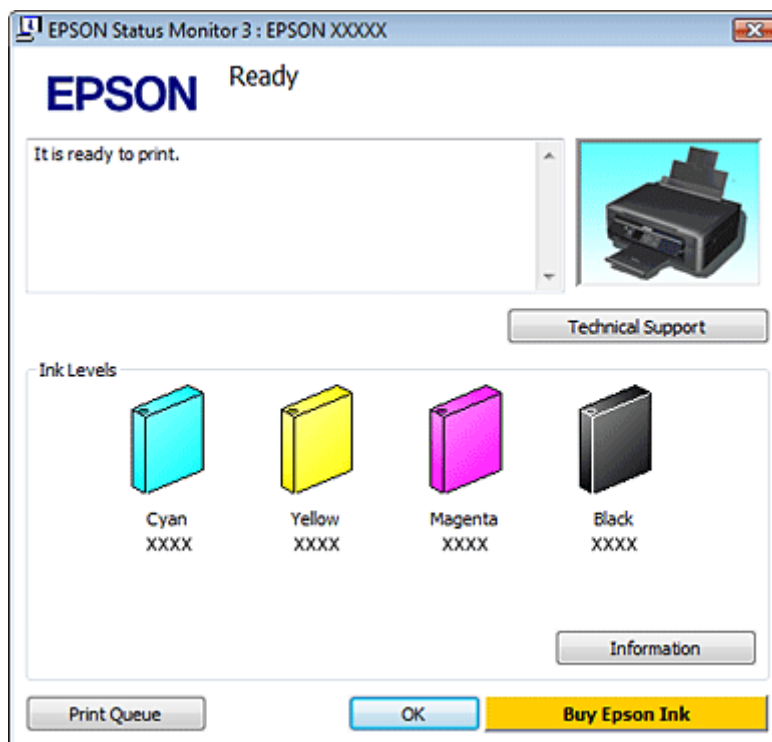 EPSON Status Monitor 3 : EPSON XXXXX
EPSON
Ready
It is ready to print.
Technical Support
Ink Levels
Cyan Yellow Magenta Black
XXXX XXXX XXXX XXXX
Information
Print Queue OK Buy Epson Ink